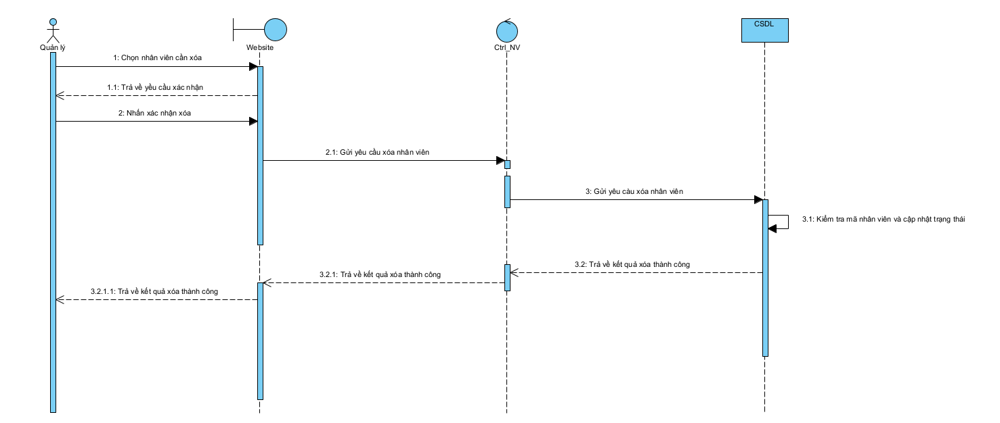 Quản lý
Website
Ctrl_NV
CSDL
1: Chọn nhân viên cần xóa
1.1: Trả về yều cầu xác nhận
2: Nhấn xác nhận xóa
2.1: Gửi yêu cầu xóa nhân viên
3: Gửi yêu càu xóa nhân viên
3.1: Kiểm tra mã nhân viên và cập nhật trạng thái
3.2: Trả về kết quả xóa thành công
3.2.1: Trả về kết quả xóa thành công
3.2.1.1: Trả về kết quả xóa thành công